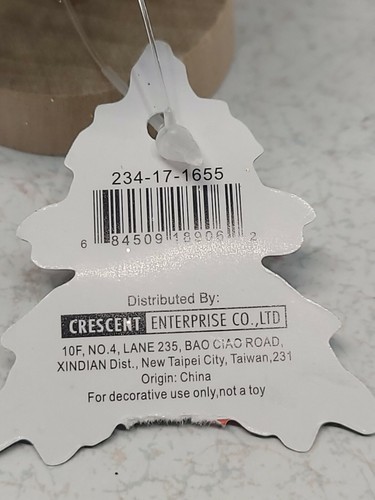 234-17-1655
6 84509 18906 2
Distributed By:
CRESCENT ENTERPRISE CO.,LTD
10F, NO.4, LANE 235, BAO CIAO ROAD,
XINDIAN Dist., New Taipei City, Taiwan,231
Origin: China
For decorative use only,not a toy